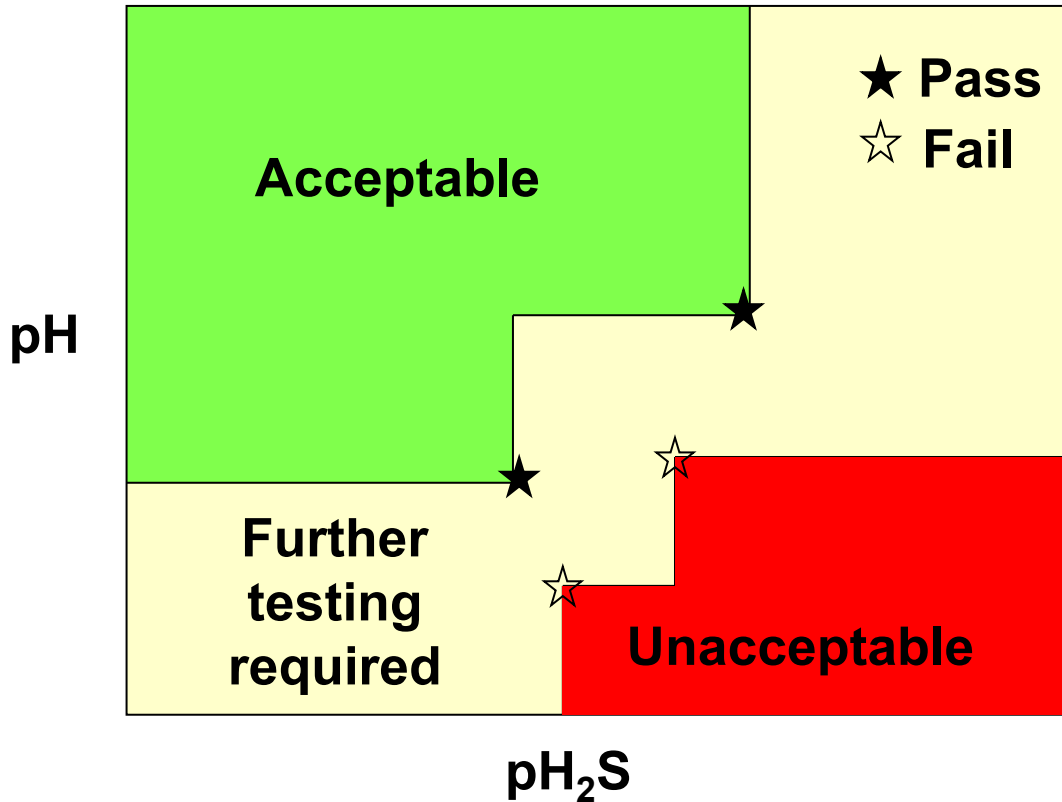 ★ Pass
☆ Fail
Acceptable
pH
Further
testing
required
Unacceptable
pH₂S